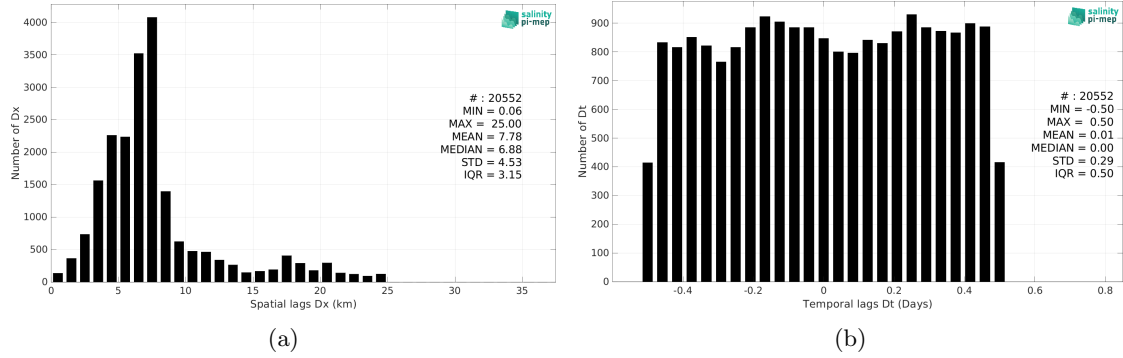 4000
3500
3000
2500
2000
1500
1000
500
0
Number of Dx
0 5 10 15 20 25 30 35
Spatial lags Dx (km)
salinity
pi-mep
# : 20552
MIN = 0.06
MAX = 25.00
MEAN = 7.78
MEDIAN = 6.88
STD = 4.53
IQR = 3.15
(a)
900
800
700
600
500
400
300
200
100
0
Number of Dt
-0.4 -0.2 0 0.2 0.4 0.6 0.8
Temporal lags Dt (Days)
salinity
pi-mep
# : 20552
MIN = -0.50
MAX = 0.50
MEAN = 0.01
MEDIAN = 0.00
STD = 0.29
IQR = 0.50
(b)